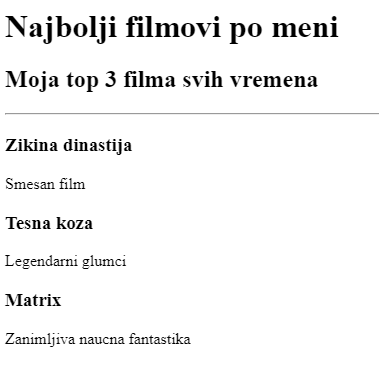 Najbolji filmovi po meni
Moja top 3 filma svih vremena
Zikina dinastija
Smesan film
Tesna koza
Legendarni glumci
Matrix
Zanimljiva naucna fantastika